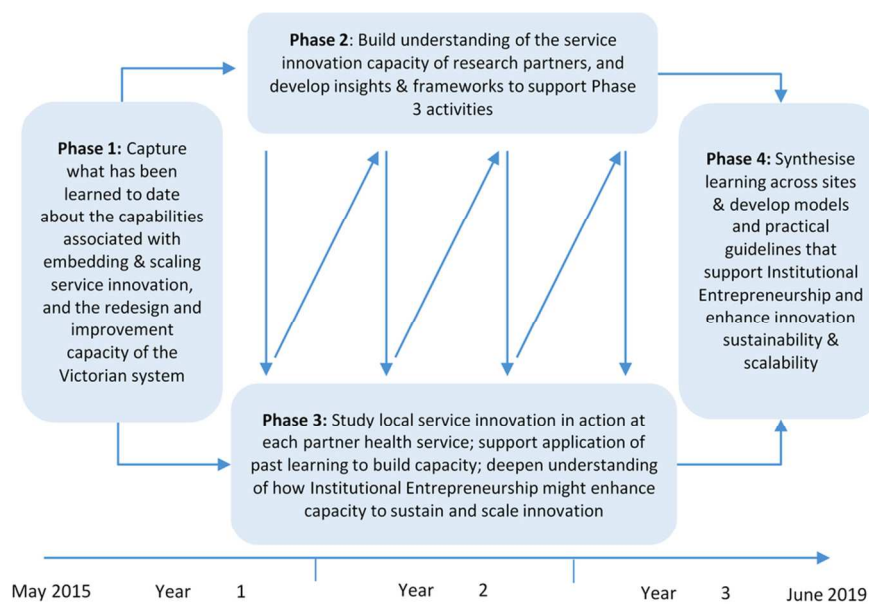 Phase 2: Build understanding of the service
innovation capacity of research partners, and
develop insights & frameworks to support Phase
3 activities
Phase 1: Capture
what has been
learned to date
about the capabilities
associated with
embedding & scaling
service innovation,
and the redesign and
improvement
capacity of the
Victorian system
Phase 4: Synthesise
learning across sites
& develop models
and practical
guidelines that
support Institutional
Entrepreneurship and
enhance innovation
sustainability &
scalability
Phase 3: Study local service innovation in action at
each partner health service; support application of
past learning to build capacity; deepen understanding
of how Institutional Entrepreneurship might enhance
capacity to sustain and scale innovation
May 2015 Year 1 Year 2 Year 3 June 2019